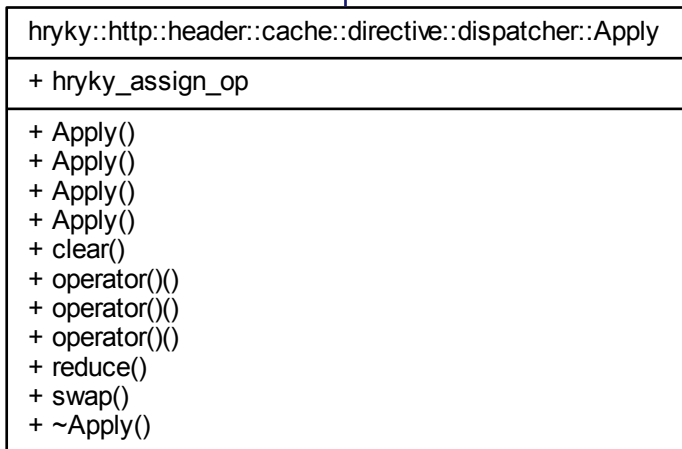 hryky::http::header::cache::directive::dispatcher::Apply
+ hryky_assign_op
+ Apply()
+ Apply()
+ Apply()
+ Apply()
+ clear()
+ operator()()
+ operator()()
+ operator()()
+ reduce()
+ swap()
+ ~Apply()